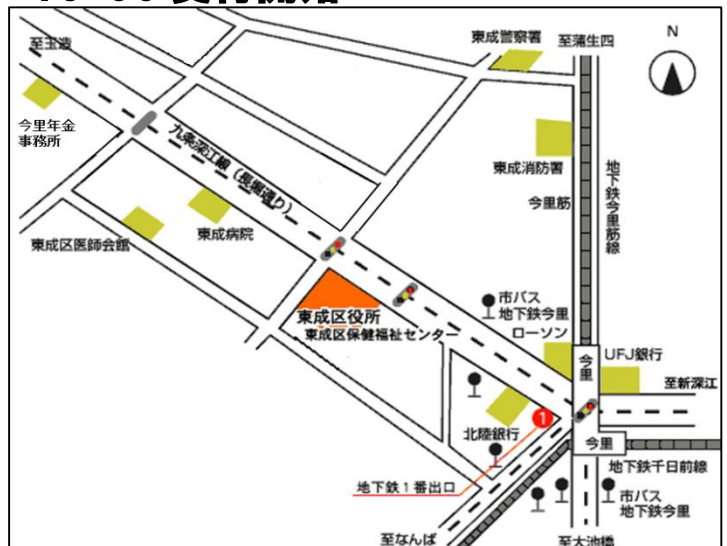 至玉造
東成警察署
至蒲生四
N
今里年金
事務所
九条深江線（長堀通り）
東成消防署
地下鉄今里筋線
今里筋
東成区医師会館
東成病院
市バス
地下鉄今里
東成区役所
東成区保健福祉センター
ローソン
今里
UFJ銀行
至新深江
1
北陸銀行
今里
地下鉄千日前線
地下鉄1番出口
市バス
地下鉄今里
至なんば
至大池橋